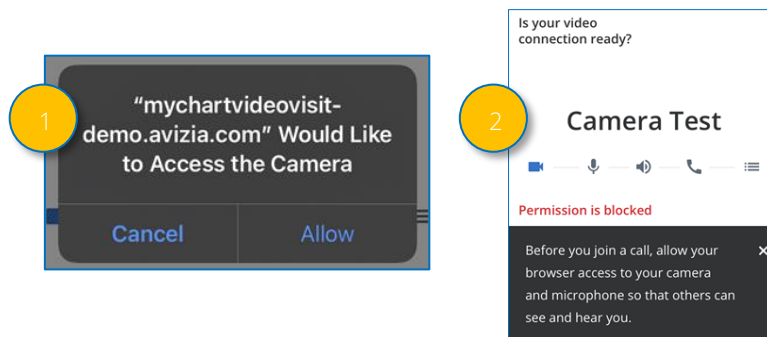 1
“mychartvideovisit-
demo.avizia.com” Would Like
to Access the Camera
Cancel
Allow
2
Is your video
connection ready?
Camera Test
Permission is blocked
Before you join a call, allow your
browser access to your camera
and microphone so that others can
see and hear you.